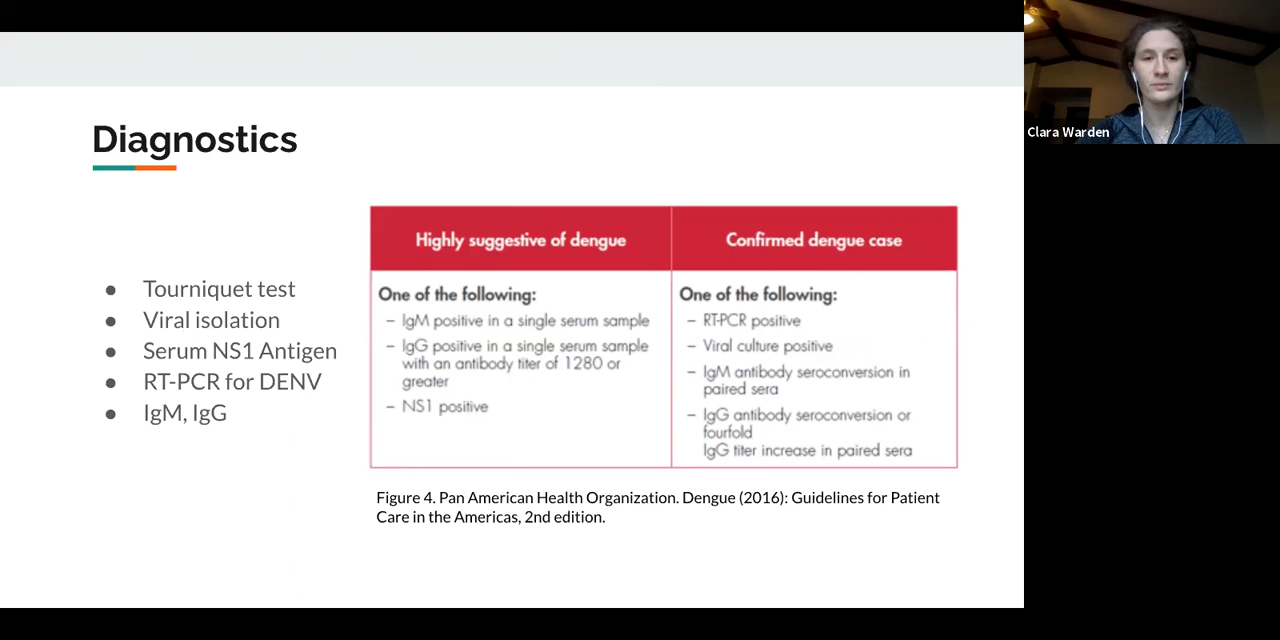 Diagnostics
● Tourniquet test
● Viral isolation
● Serum NS1 Antigen
● RT-PCR for DENV
● IgM, IgG
Highly suggestive of dengue
One of the following:
– IgM positive in a single serum sample
– IgG positive in a single serum sample
with an antibody titer of 1280 or
greater
– NS1 positive
Confirmed dengue case
One of the following:
– RT-PCR positive
– Viral culture positive
– IgM antibody seroconversion in
paired sera
– IgG antibody seroconversion or
fourfold
IgG titer increase in paired sera
Figure 4. Pan American Health Organization. Dengue (2016): Guidelines for Patient
Care in the Americas, 2nd edition.
Clara Warden